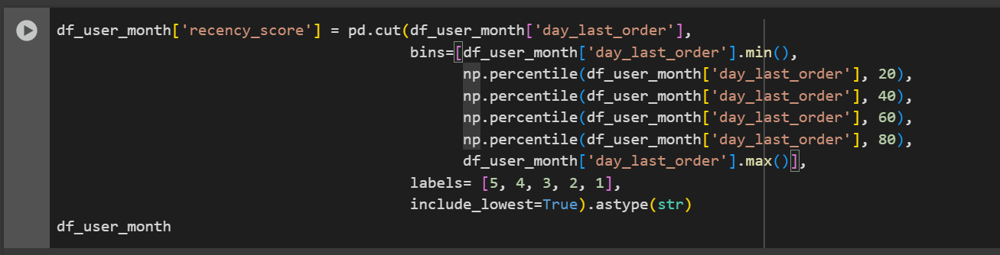 df_user_month['recency_score'] = pd.cut(df_user_month['day_last_order'],
bins=[df_user_month['day_last_order'].min(),
np.percentile(df_user_month['day_last_order'], 20),
np.percentile(df_user_month['day_last_order'], 40),
np.percentile(df_user_month['day_last_order'], 60),
np.percentile(df_user_month['day_last_order'], 80),
df_user_month['day_last_order'].max()],
labels= [5, 4, 3, 2, 1],
include_lowest=True).astype(str)
df_user_month